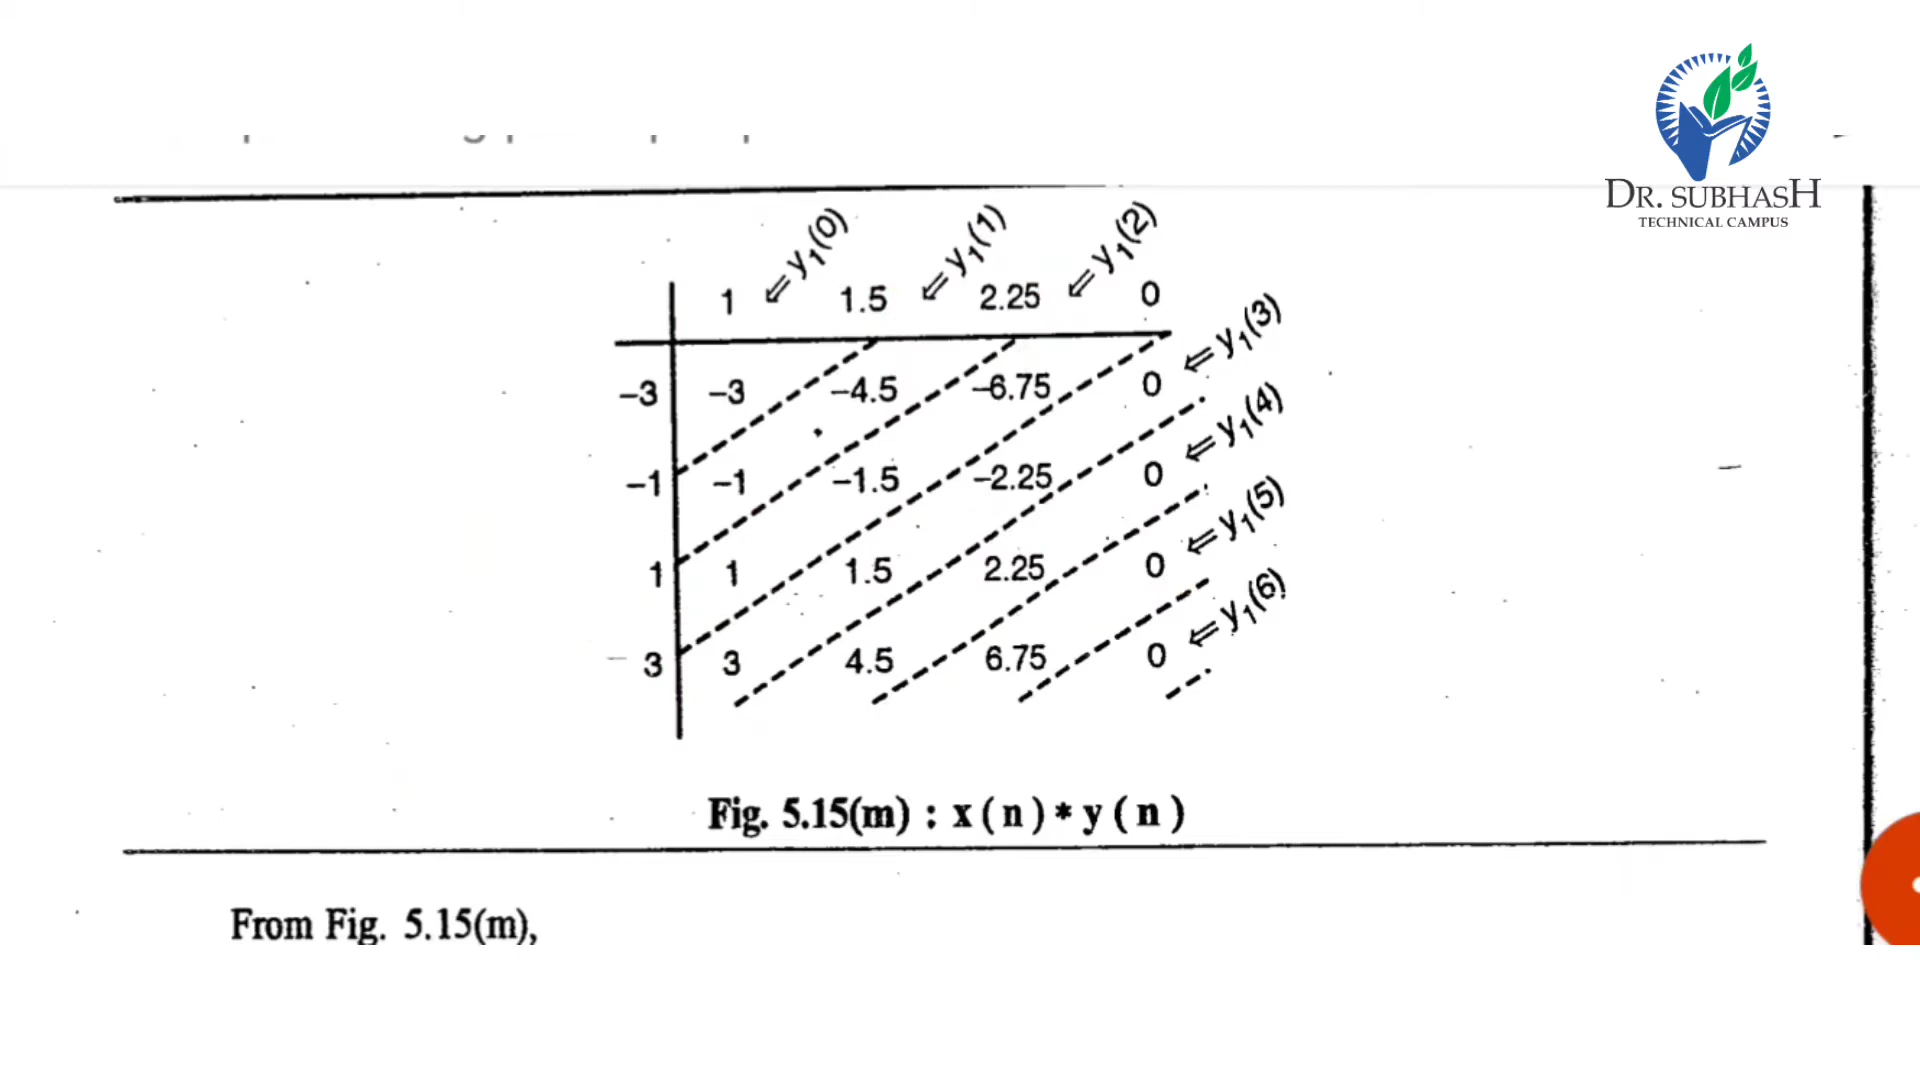 DR. SUBHASH
TECHNICAL CAMPUS
⇐ y1(0) ⇐ y1(1) ⇐ y1(2)
1 1.5 2.25 0
⇐ y1(3)
–3 –3 –4.5 –6.75 0
⇐ y1(4)
–1 –1 –1.5 –2.25 0
⇐ y1(5)
1 1 1.5 2.25 0
⇐ y1(6)
3 3 4.5 6.75 0
Fig. 5.15(m) : x ( n ) * y ( n )
From Fig. 5.15(m),